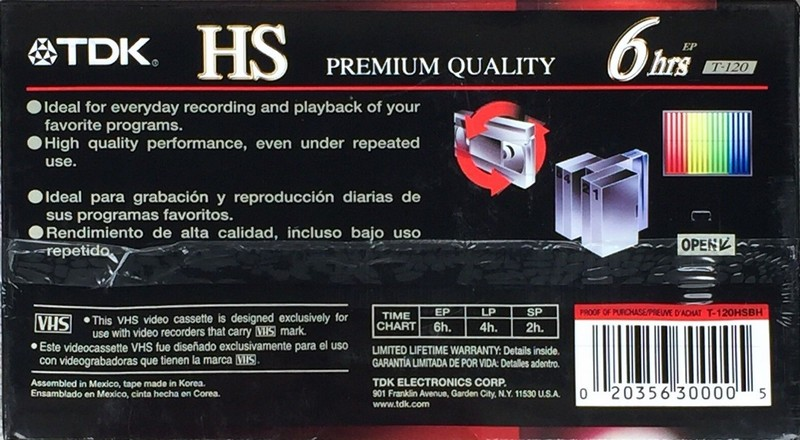 TDK HS PREMIUM QUALITY 6hrs EP T-120
●Ideal for everyday recording and playback of your
favorite programs.
●High quality performance, even under repeated
use.
●Ideal para grabación y reproducción diarias de
sus programas favoritos.
●Rendimiento de alta calidad, incluso bajo uso
repetido.
OPEN
VHS
● This VHS video cassette is designed exclusively for
use with video recorders that carry VHS mark.
● Este videocassette VHS fue diseñado exclusivamente para el uso
con videograbadoras que tienen la marca VHS.
Assembled in Mexico, tape made in Korea.
Ensamblado en Mexico, cinta hecha en Corea.
TIME CHART EP LP SP
6h. 4h. 2h.
LIMITED LIFETIME WARRANTY: Details inside.
GARANTÍA LIMITADA DE POR VIDA: Detalles adentro.
TDK ELECTRONICS CORP.
901 Franklin Avenue, Garden City, N.Y. 11530 U.S.A.
www.tdk.com
PROOF OF PURCHASE/PREUVE D'ACHAT T-120HSBH
0 20356 30000 5